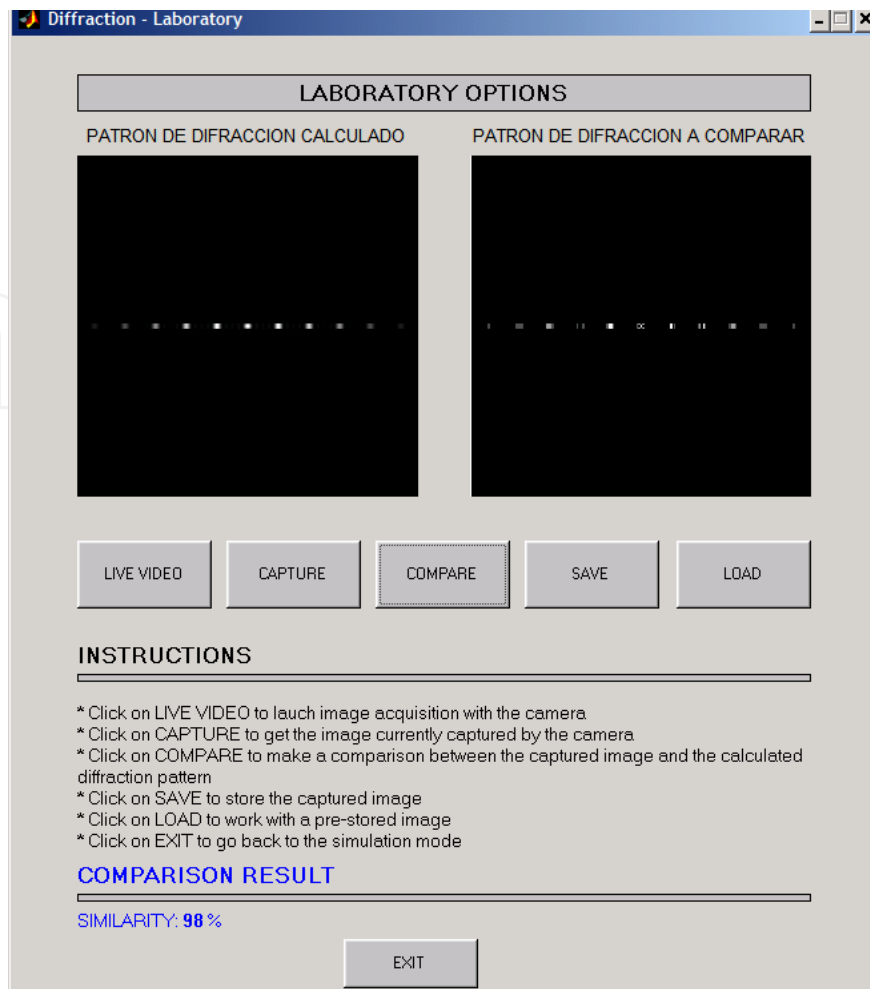 Diffraction - Laboratory
LABORATORY OPTIONS
PATRON DE DIFRACCION CALCULADO
PATRON DE DIFRACCION A COMPARAR
LIVE VIDEO
CAPTURE
COMPARE
SAVE
LOAD
INSTRUCTIONS
* Click on LIVE VIDEO to lauch image acquisition with the camera
* Click on CAPTURE to get the image currently captured by the camera
* Click on COMPARE to make a comparison between the captured image and the calculated
diffraction pattern
* Click on SAVE to store the captured image
* Click on LOAD to work with a pre-stored image
* Click on EXIT to go back to the simulation mode
COMPARISON RESULT
SIMILARITY: 98 %
EXIT